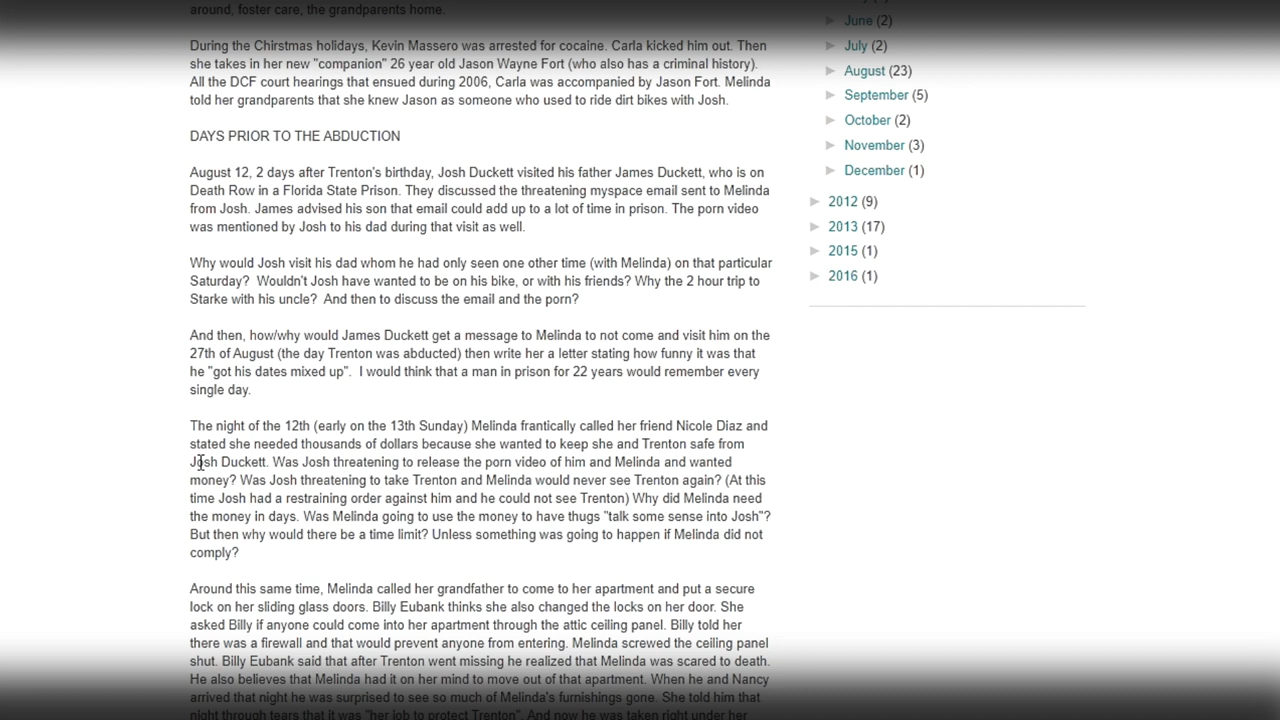 around, foster care, the grandparents home.
During the Chirstmas holidays, Kevin Massero was arrested for cocaine. Carla kicked him out. Then
she takes in her new "companion" 26 year old Jason Wayne Fort (who also has a criminal history).
All the DCF court hearings that ensued during 2006, Carla was accompanied by Jason Fort. Melinda
told her grandparents that she knew Jason as someone who used to ride dirt bikes with Josh.
DAYS PRIOR TO THE ABDUCTION
August 12, 2 days after Trenton's birthday, Josh Duckett visited his father James Duckett, who is on
Death Row in a Florida State Prison. They discussed the threatening myspace email sent to Melinda
from Josh. James advised his son that email could add up to a lot of time in prison. The porn video
was mentioned by Josh to his dad during that visit as well.
Why would Josh visit his dad whom he had only seen one other time (with Melinda) on that particular
Saturday? Wouldn't Josh have wanted to be on his bike, or with his friends? Why the 2 hour trip to
Starke with his uncle? And then to discuss the email and the porn?
And then, how/why would James Duckett get a message to Melinda to not come and visit him on the
27th of August (the day Trenton was abducted) then write her a letter stating how funny it was that
he "got his dates mixed up". I would think that a man in prison for 22 years would remember every
single day.
The night of the 12th (early on the 13th Sunday) Melinda frantically called her friend Nicole Diaz and
stated she needed thousands of dollars because she wanted to keep she and Trenton safe from
Josh Duckett. Was Josh threatening to release the porn video of him and Melinda and wanted
money? Was Josh threatening to take Trenton and Melinda would never see Trenton again? (At this
time Josh had a restraining order against him and he could not see Trenton) Why did Melinda need
the money in days. Was Melinda going to use the money to have thugs "talk some sense into Josh"?
But then why would there be a time limit? Unless something was going to happen if Melinda did not
comply?
Around this same time, Melinda called her grandfather to come to her apartment and put a secure
lock on her sliding glass doors. Billy Eubank thinks she also changed the locks on her door. She
asked Billy if anyone could come into her apartment through the attic ceiling panel. Billy told her
there was a firewall and that would prevent anyone from entering. Melinda screwed the ceiling panel
shut. Billy Eubank said that after Trenton went missing he realized that Melinda was scared to death.
He also believes that Melinda had it on her mind to move out of that apartment. When he and Nancy
arrived that night he was surprised to see so much of Melinda's furnishings gone. She told him that
night through tears that it was "her job to protect Trenton". And now he was taken right under her
June (2)
July (2)
August (23)
September (5)
October (2)
November (3)
December (1)
2012 (9)
2013 (17)
2015 (1)
2016 (1)